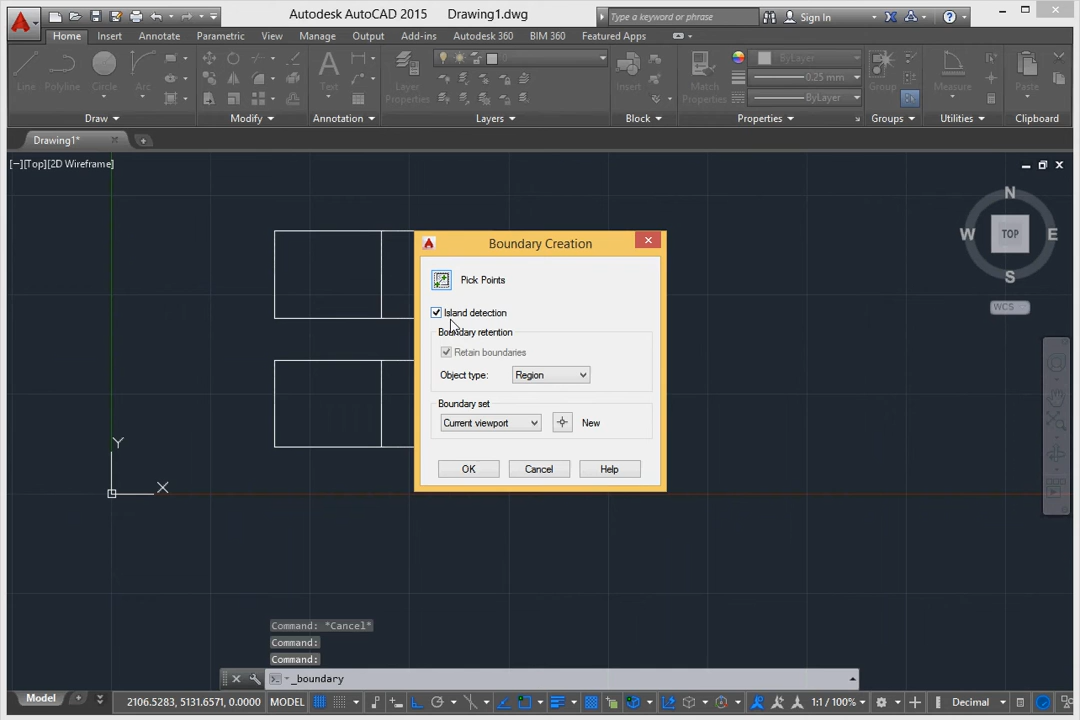 Autodesk AutoCAD 2015 Drawing1.dwg
Type a keyword or phrase
Sign In
Home Insert Annotate Parametric View Manage Output Add-ins Autodesk 360 BIM 360 Featured Apps
Line Polyline Circle Arc
Text
Layer Properties
Insert
Match Properties
ByLayer
0.25 mm
ByLayer
Group
Measure
Paste
Draw Modify Annotation Layers Block Properties Groups Utilities Clipboard
Drawing1*
[−][Top][2D Wireframe]
N
W TOP E
S
WCS
Boundary Creation
Pick Points
Island detection
Boundary retention
Retain boundaries
Object type: Region
Boundary set
Current viewport New
OK Cancel Help
Y
X
Command: *Cancel*
Command:
Command:
_boundary
Model
2106.5283, 5131.6571, 0.0000 MODEL
1:1 / 100%
Decimal